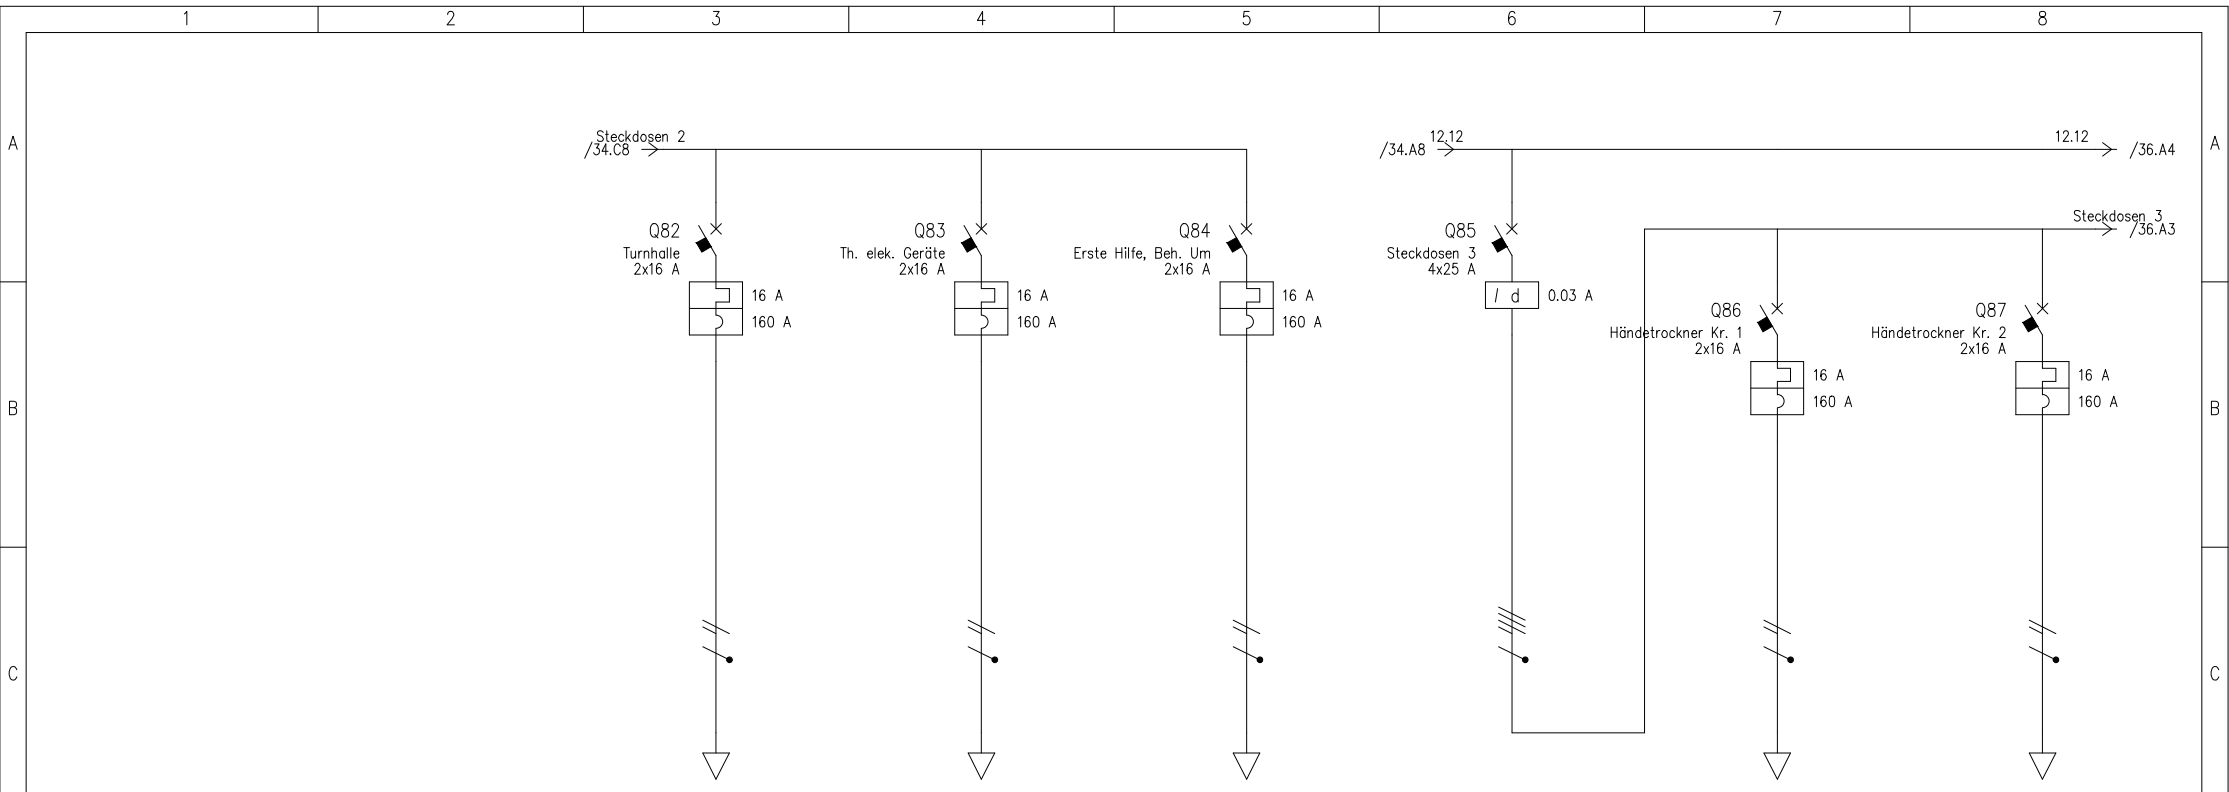 1 2 3 4 5 6 7 8
A A
Steckdosen 2
/34.C8
12.12
/34.A8
12.12
/36.A4
Steckdosen 3
/36.A3
Q82
Turnhalle
2x16 A
16 A
160 A
Q83
Th. elek. Geräte
2x16 A
16 A
160 A
Q84
Erste Hilfe, Beh. Um
2x16 A
16 A
160 A
Q85
Steckdosen 3
4x25 A
I d
0.03 A
Q86
Händetrockner Kr. 1
2x16 A
16 A
160 A
Q87
Händetrockner Kr. 2
2x16 A
16 A
160 A
B B
C C